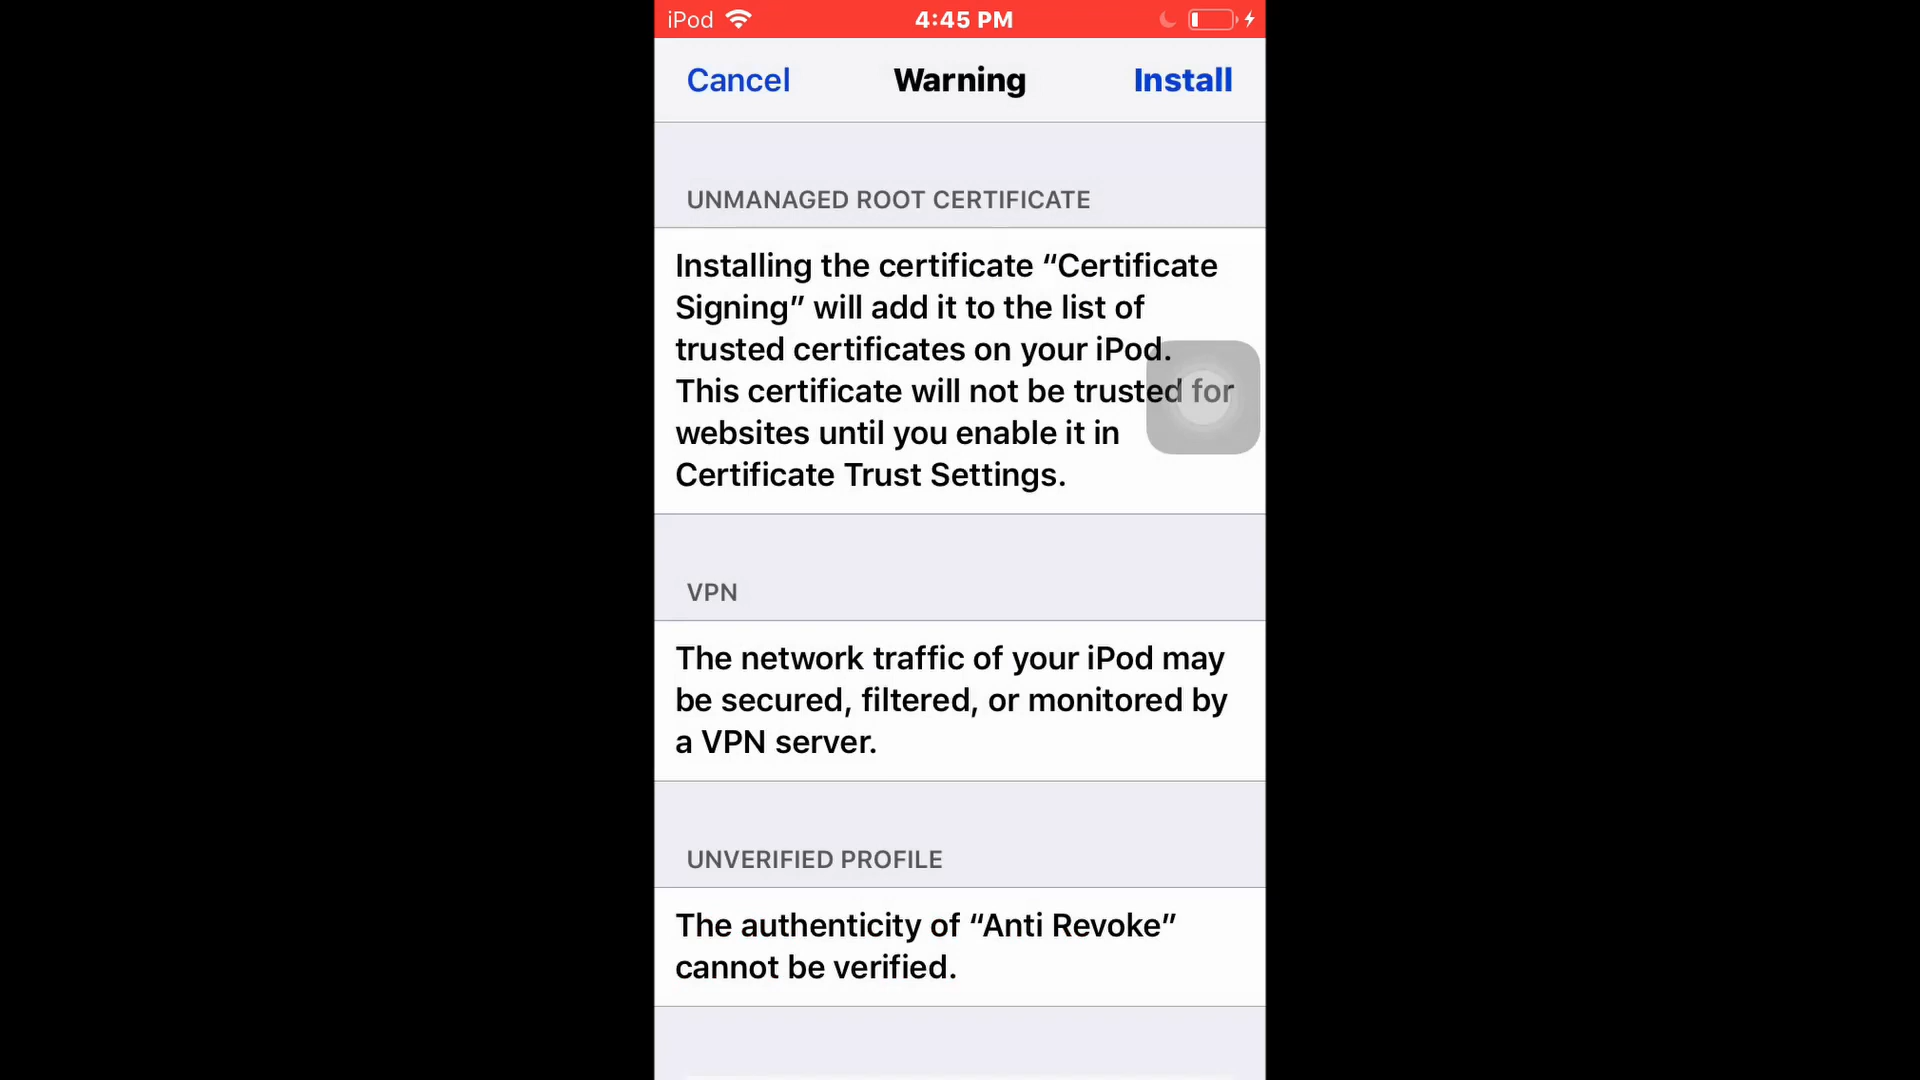 iPod 4:45 PM
Cancel Warning Install
UNMANAGED ROOT CERTIFICATE
Installing the certificate “Certificate
Signing” will add it to the list of
trusted certificates on your iPod.
This certificate will not be trusted for
websites until you enable it in
Certificate Trust Settings.
VPN
The network traffic of your iPod may
be secured, filtered, or monitored by
a VPN server.
UNVERIFIED PROFILE
The authenticity of “Anti Revoke”
cannot be verified.